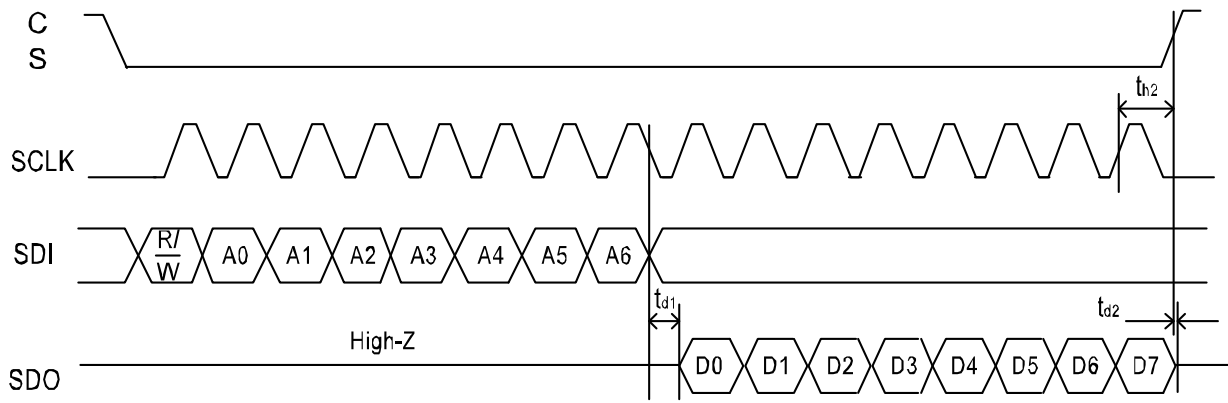 C
S
th2
SCLK
SDI
R/
W
A0 A1 A2 A3 A4 A5 A6
td1
td2
High-Z
SDO
D0 D1 D2 D3 D4 D5 D6 D7